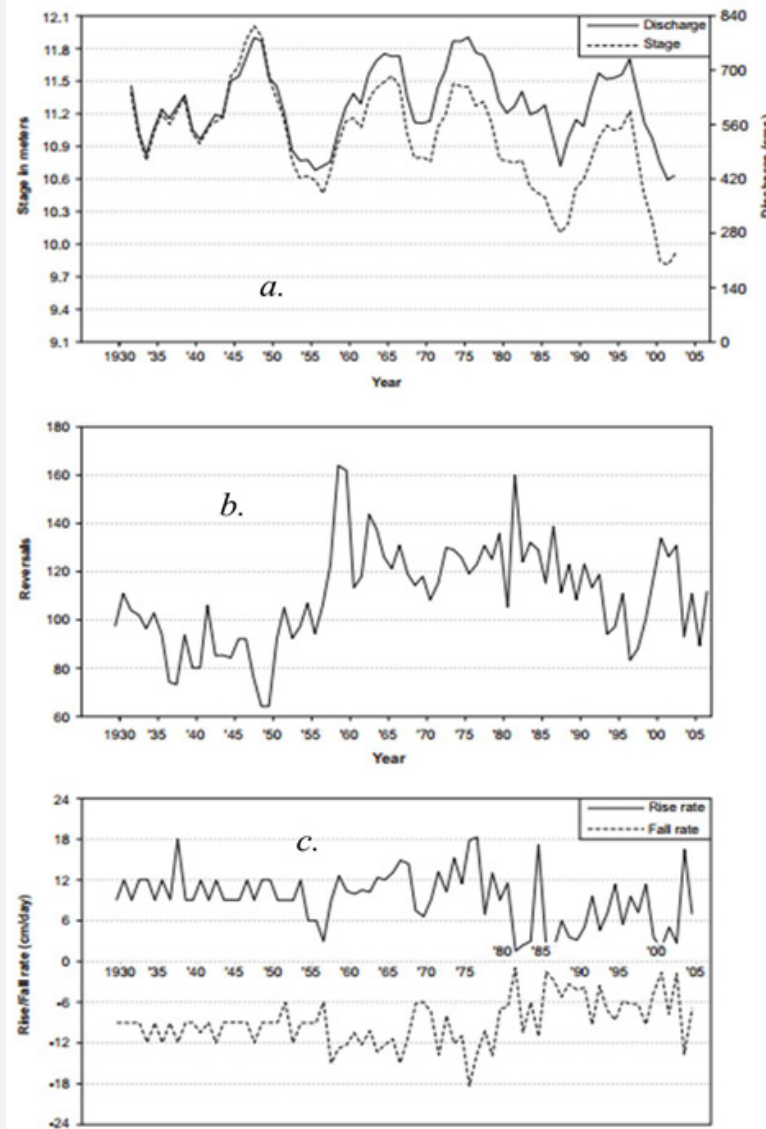 12.1
11.8
11.5
11.2
10.9
10.6
10.3
10.0
9.7
9.4
9.1
Stage in meters
Discharge
Stage
840
700
560
420
280
140
0
a.
1930 '35 '40 '45 '50 '55 '60 '65 '70 '75 '80 '85 '90 '95 '00 '05
Year
180
160
140
120
100
80
60
Reversals
b.
1930 '35 '40 '45 '50 '55 '60 '65 '70 '75 '80 '85 '90 '95 '00 '05
Year
24
18
12
6
0
-6
-12
-18
-24
Rise/Fall rate (cm/day)
c.
Rise rate
Fall rate
1930 '35 '40 '45 '50 '55 '60 '65 '70 '75 '80 '85 '90 '95 '00 '05